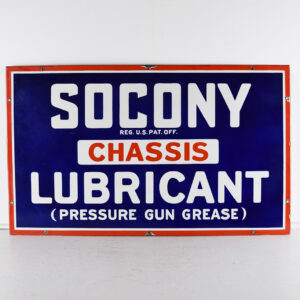 SOCONY
REG. U.S. PAT. OFF.
CHASSIS
LUBRICANT
(PRESSURE GUN GREASE)